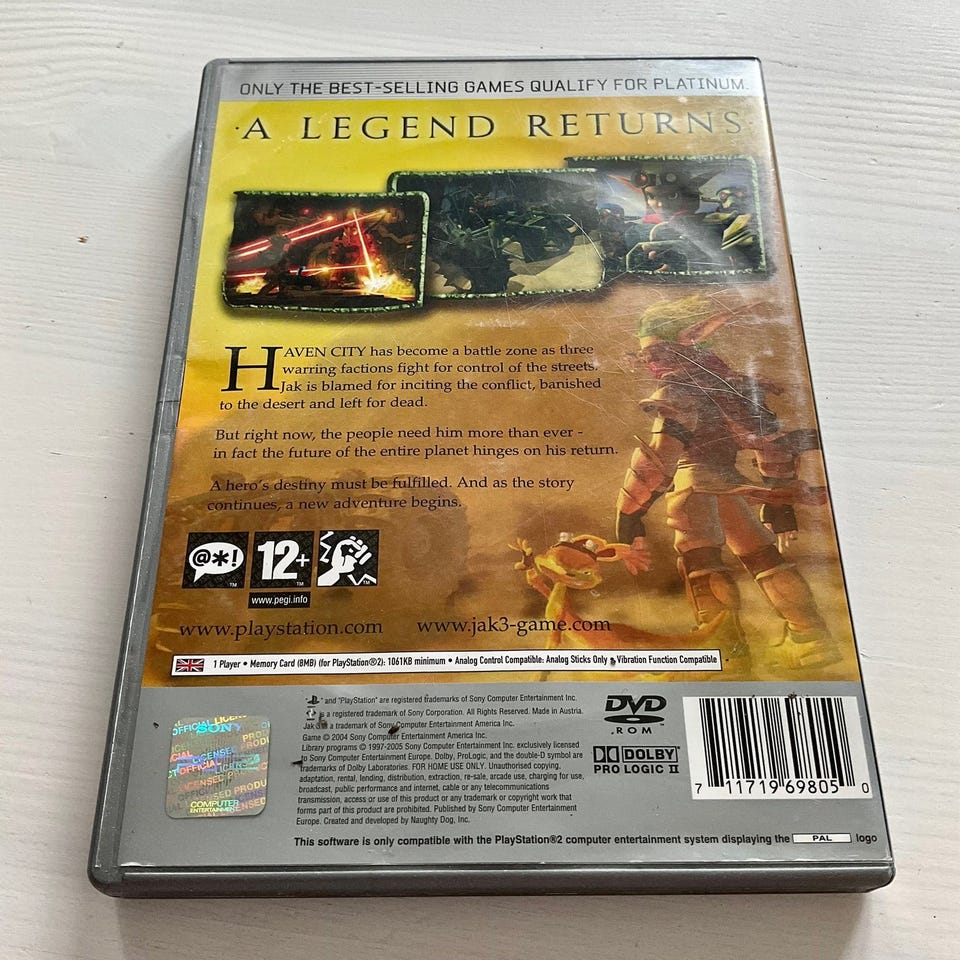 ONLY THE BEST-SELLING GAMES QUALIFY FOR PLATINUM.
·A LEGEND RETURNS·
HAVEN CITY has become a battle zone as three
warring factions fight for control of the streets.
Jak is blamed for inciting the conflict, banished
to the desert and left for dead.
But right now, the people need him more than ever -
in fact the future of the entire planet hinges on his return.
A hero's destiny must be fulfilled. And as the story
continues, a new adventure begins.
@*! TM
12+ TM
www.pegi.info
www.playstation.com www.jak3-game.com
1 Player • Memory Card (8MB) (for PlayStation®2): 1061KB minimum • Analog Control Compatible: Analog Sticks Only • Vibration Function Compatible
" and "PlayStation" are registered trademarks of Sony Computer Entertainment Inc.
is a registered trademark of Sony Corporation. All Rights Reserved. Made in Austria.
Jak 3 is a trademark of Sony Computer Entertainment America Inc.
Game © 2004 Sony Computer Entertainment America Inc.
Library programs © 1997-2005 Sony Computer Entertainment Inc. exclusively licensed
to Sony Computer Entertainment Europe. Dolby, ProLogic, and the double-D symbol are
trademarks of Dolby Laboratories. FOR HOME USE ONLY. Unauthorised copying,
adaptation, rental, lending, distribution, extraction, re-sale, arcade use, charging for use,
broadcast, public performance and internet, cable or any telecommunications
transmission, access or use of this product or any trademark or copyright work that
forms part of this product are prohibited. Published by Sony Computer Entertainment
Europe. Created and developed by Naughty Dog, Inc.
SONY
COMPUTER
ENTERTAINMENT
OFFICIAL LICENSED PRODU
DVD
-ROM
DOLBY
PRO LOGIC II
7 11719 69805 0
This software is only compatible with the PlayStation®2 computer entertainment system displaying the PAL logo